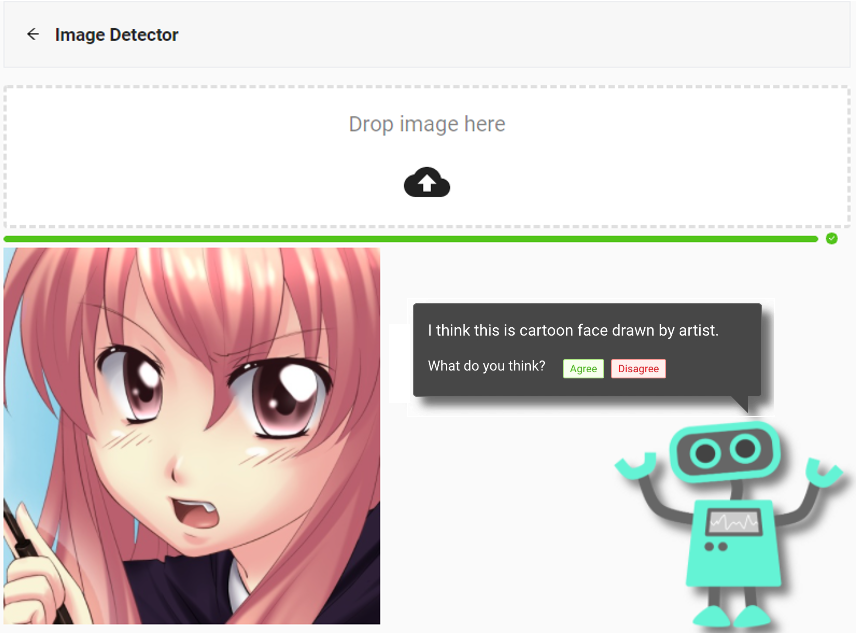 Image Detector
Drop image here
I think this is cartoon face drawn by artist.
What do you think? Agree Disagree